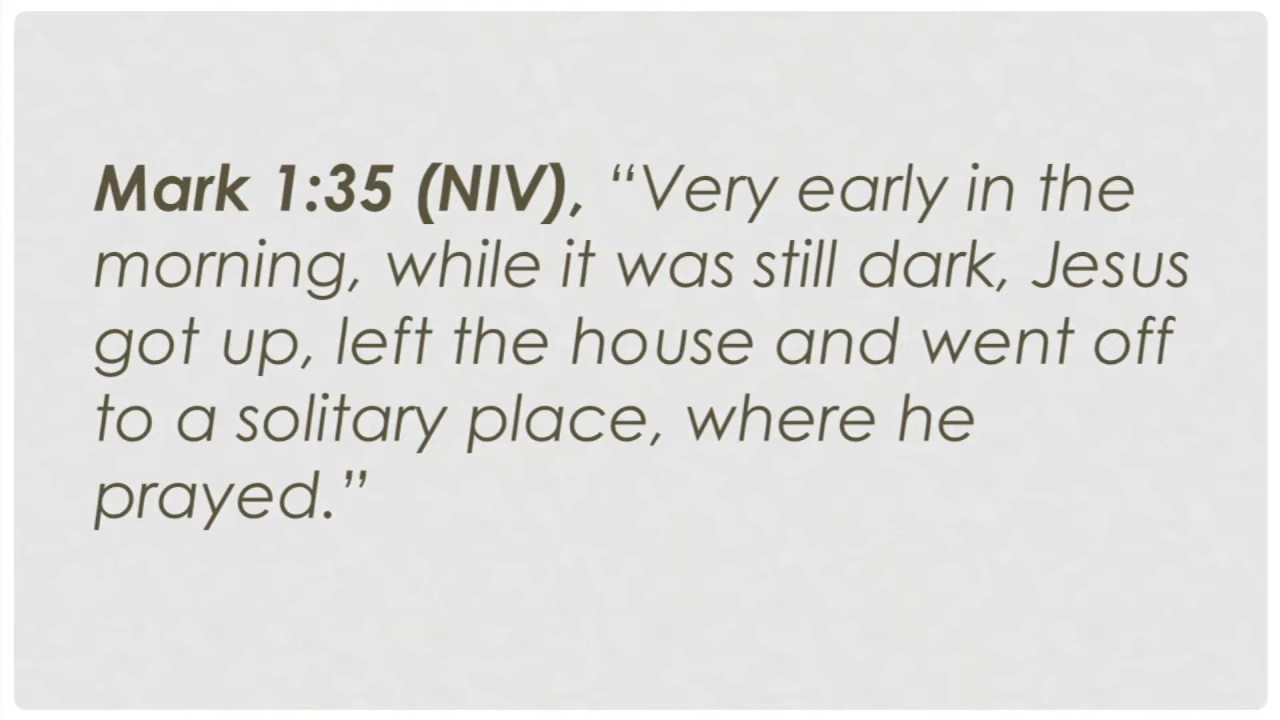 Mark 1:35 (NIV), “Very early in the
morning, while it was still dark, Jesus
got up, left the house and went off
to a solitary place, where he
prayed.”